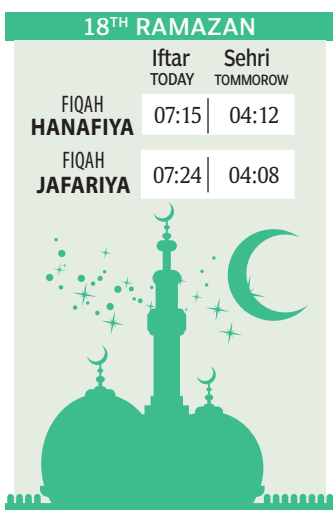 18TH RAMAZAN
Iftar Sehri
TODAY TOMMOROW
FIQAH
HANAFIYA 07:15 04:12
FIQAH
JAFARIYA 07:24 04:08